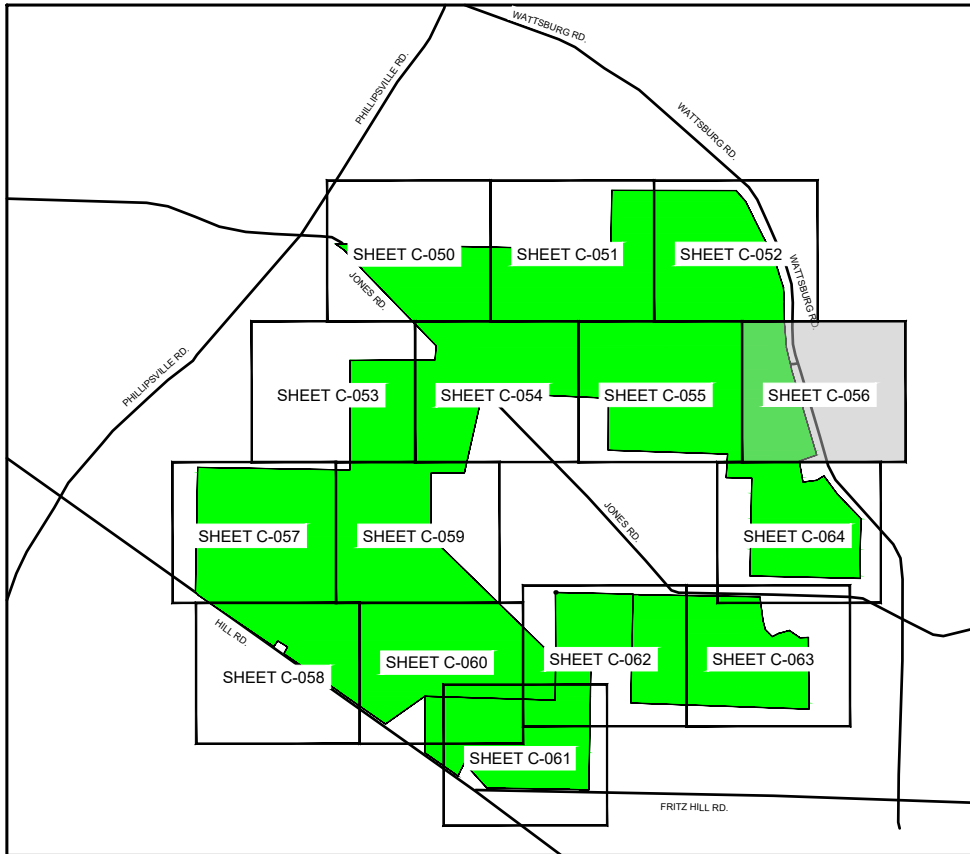 WATTSBURG RD.
PHILLIPSVILLE RD.
WATTSBURG RD.
SHEET C-050
SHEET C-051
SHEET C-052
WATTSBURG RD.
JONES RD.
PHILLIPSVILLE RD.
SHEET C-053
SHEET C-054
SHEET C-055
SHEET C-056
JONES RD.
SHEET C-057
SHEET C-059
SHEET C-064
HILL RD.
SHEET C-058
SHEET C-060
SHEET C-062
SHEET C-063
SHEET C-061
FRITZ HILL RD.